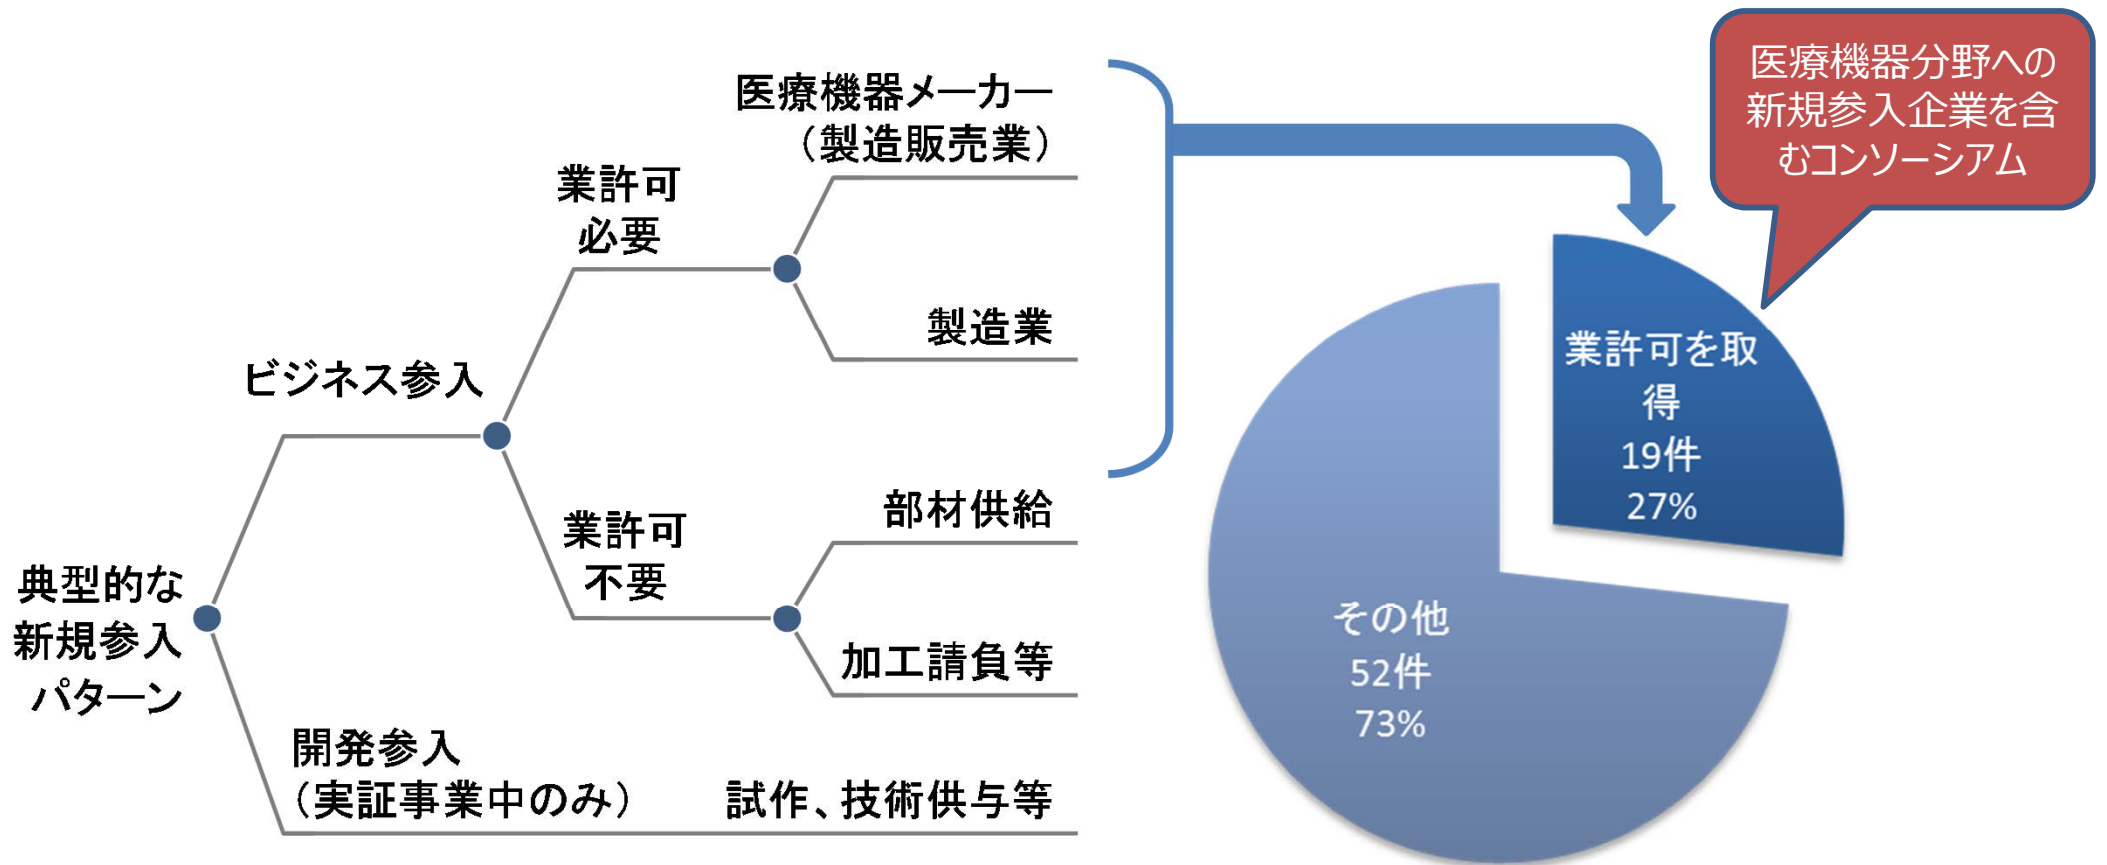 医療機器メーカー
（製造販売業）
業許可
必要
製造業
ビジネス参入
部材供給
業許可
不要
加工請負等
典型的な
新規参入
パターン
開発参入
（実証事業中のみ）
試作、技術供与等
医療機器分野への
新規参入企業を含
むコンソーシアム
業許可を取
得
19件
27%
その他
52件
73%